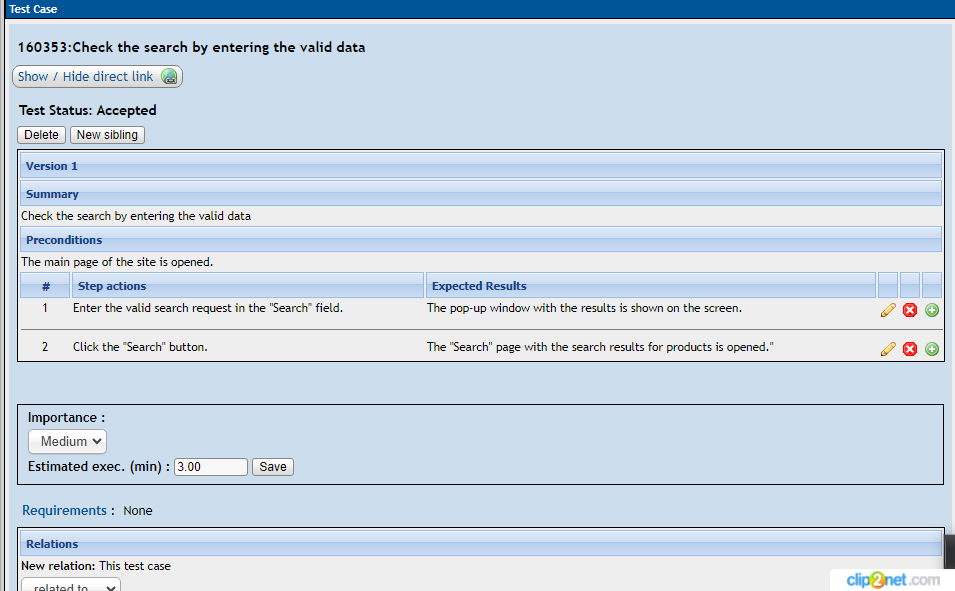 Test Case
160353:Check the search by entering the valid data
Show / Hide direct link
Test Status: Accepted
Delete New sibling
Version 1
Summary
Check the search by entering the valid data
Preconditions
The main page of the site is opened.
# Step actions Expected Results
1 Enter the valid search request in the "Search" field. The pop-up window with the results is shown on the screen.
2 Click the "Search" button. The "Search" page with the search results for products is opened."
Importance :
Medium
Estimated exec. (min) : 3.00 Save
Requirements : None
Relations
New relation: This test case
related to
clip2net.com